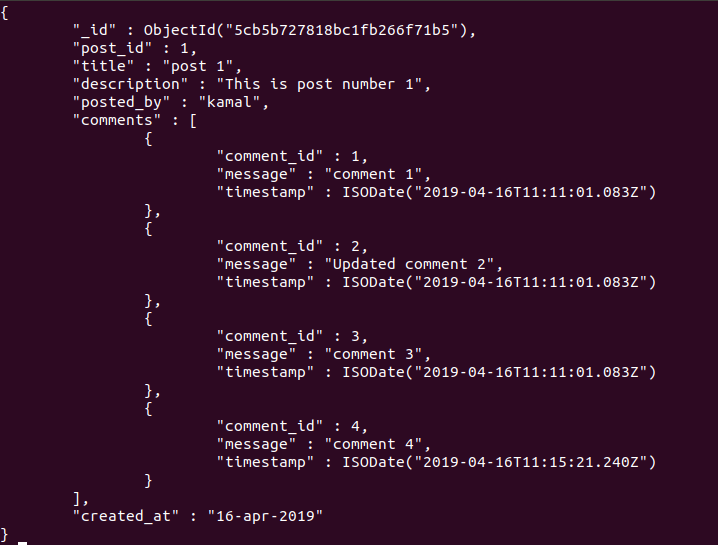 {
"_id" : ObjectId("5cb5b727818bc1fb266f71b5"),
"post_id" : 1,
"title" : "post 1",
"description" : "This is post number 1",
"posted_by" : "kamal",
"comments" : [
{
"comment_id" : 1,
"message" : "comment 1",
"timestamp" : ISODate("2019-04-16T11:11:01.083Z")
},
{
"comment_id" : 2,
"message" : "Updated comment 2",
"timestamp" : ISODate("2019-04-16T11:11:01.083Z")
},
{
"comment_id" : 3,
"message" : "comment 3",
"timestamp" : ISODate("2019-04-16T11:11:01.083Z")
},
{
"comment_id" : 4,
"message" : "comment 4",
"timestamp" : ISODate("2019-04-16T11:15:21.240Z")
}
],
"created_at" : "16-apr-2019"
}